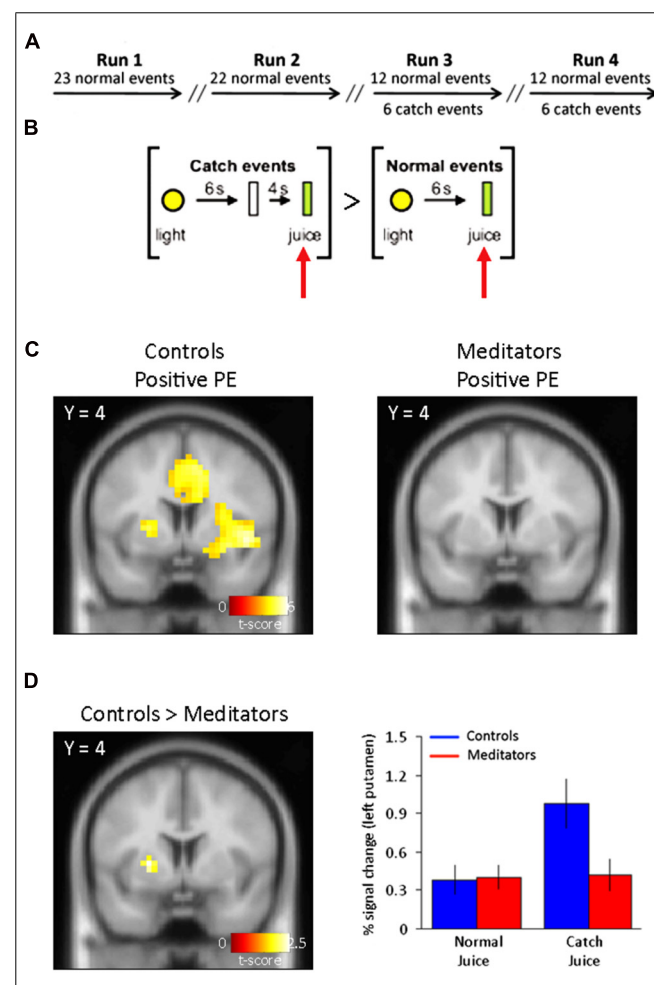 A
Run 1
23 normal events
//
Run 2
22 normal events
//
Run 3
12 normal events
6 catch events
//
Run 4
12 normal events
6 catch events
B
Catch events
6s
4s
light
juice
>
Normal events
6s
light
juice
C
Controls
Positive PE
Y = 4
0 5
t-score
Meditators
Positive PE
Y = 4
D
Controls > Meditators
Y = 4
0 2.5
t-score
% signal change (left putamen)
1.5
1.2
0.9
0.6
0.3
0
Controls
Meditators
Normal
Juice
Catch
Juice